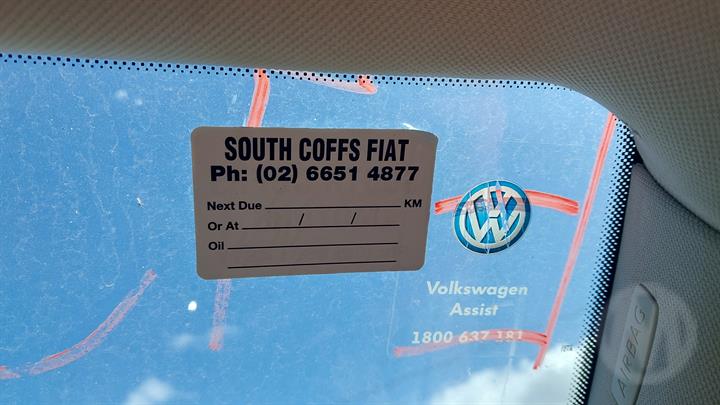 SOUTH COFFS FIAT
Ph: (02) 6651 4877
Next Due KM
Or At / /
Oil
Volkswagen
Assist
1800 637 181
AIRBAG